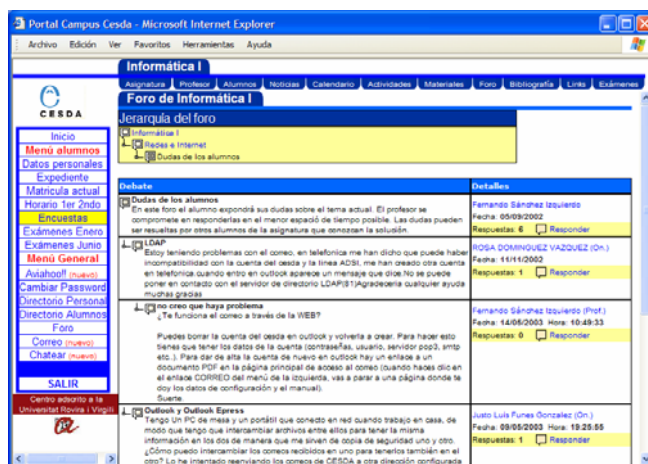 Portal Campus Cesda - Microsoft Internet Explorer
Archivo Edición Ver Favoritos Herramientas Ayuda
Informática I
Asignatura Profesor Alumnos Noticias Calendario Actividades Materiales Foro Bibliografía Links Exámenes
Foro de Informática I
CESDA
Inicio
Menú alumnos
Datos personales
Expediente
Matricula actual
Horario 1er 2ndo
Encuestas
Exámenes Enero
Exámenes Junio
Menú General
Aviahoo!! (nuevo)
Cambiar Password
Directorio Personal
Directorio Alumnos
Foro
Correo (nuevo)
Chatear (nuevo)
SALIR
Centro adscrito a la
Universitat Rovira i Virgili
Jerarquía del foro
Informática I
Redes e Internet
Dudas de los alumnos
Debate Detalles
Dudas de los alumnos
En este foro el alumno expondrá sus dudas sobre el tema actual. El profesor se
compromete en responderlas en el menor espacio de tiempo posible. Las dudas pueden
ser resueltas por otros alumnos de la asignatura que conozcan la solución.
Fernando Sánchez Izquierdo
Fecha: 05/09/2002
Respuestas: 6 Responder
LDAP
Estoy teniendo problemas con el correo, en telefonica me han dicho que puede haber
incompatibilidad con la cuenta del cesda y la linea ADSl, me han creado otra cuenta
en telefonica.cuando entro en outlook aparece un mensaje que dice.No se puede
poner en contacto con el servidor de directorio LDAP(81)Agradeceria cualquier ayuda
muchas gracias
ROSA DOMINGUEZ VAZQUEZ (On.)
Fecha: 11/11/2002
Respuestas: 1 Responder
no creo que haya problema
¿Te funciona el correo a través de la WEB?
Puedes borrar la cuenta del cesda en outlook y volverla a crear. Para hacer esto
tienes que tener los datos de la cuenta (contraseñas, usuario, servidor pop3, smtp
etc..). Para dar de alta la cuenta de nuevo en outlook hay un enlace a un
documento PDF en la página principal de acceso al correo (cuando haces clic en
el enlace CORREO del menú de la izquierda, vas a parar a una página donde te
doy los datos de configuración y el manual).
Suerte.
Fernando Sánchez Izquierdo (Prof.)
Fecha: 14/05/2003 Hora: 10:49:33
Respuestas: 0 Responder
Outlook y Outlook Epress
Tengo Un PC de mesa y un portátil que conecto en red cuando trabajo en casa, de
modo que tengo que intercambiar archivos entre ellos para tener la misma
información en los dos de manera que me sirven de copia de seguridad uno y otro.
¿Cómo puedo intercambiar los correos recibidos en uno para tenerlos también en el
otro? Lo he intentado reenviando los correos de CESDA a otra dirección configurada
Justo Luis Funes Gonzalez (On.)
Fecha: 09/05/2003 Hora: 19:25:55
Respuestas: 1 Responder